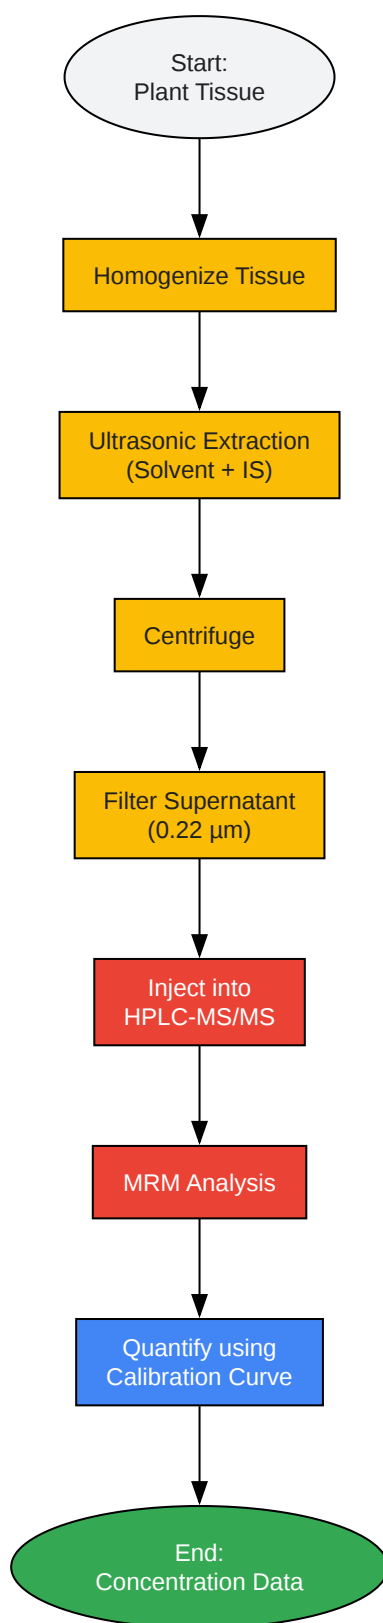 Start:
Plant Tissue
Homogenize Tissue
Ultrasonic Extraction
(Solvent + IS)
Centrifuge
Filter Supernatant
(0.22 µm)
Inject into
HPLC-MS/MS
MRM Analysis
Quantify using
Calibration Curve
End:
Concentration Data